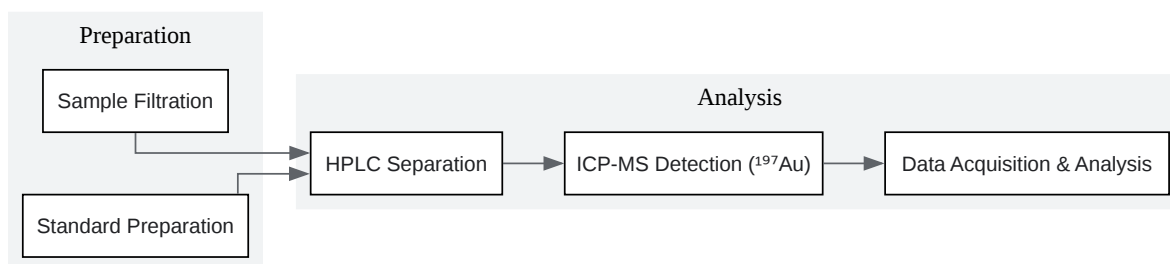 Preparation
Sample Filtration
Standard Preparation
Analysis
HPLC Separation
ICP-MS Detection (¹⁹⁷Au)
Data Acquisition & Analysis